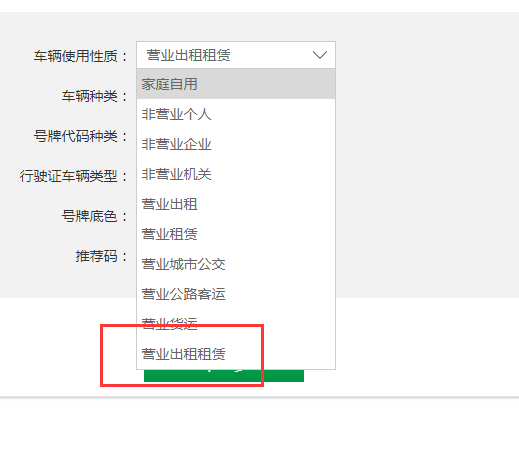 车辆使用性质：
营业出租租赁
家庭自用
车辆种类：
非营业个人
号牌代码种类：
非营业企业
行驶证车辆类型：
非营业机关
营业出租
号牌底色：
营业租赁
推荐码：
营业城市公交
营业公路客运
营业货运
营业出租租赁